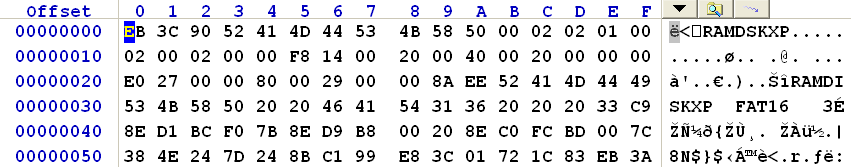 Offset 0 1 2 3 4 5 6 7 8 9 A B C D E F
00000000 EB 3C 90 52 41 4D 44 53 4B 58 50 00 02 02 01 00 ë<□RAMDSKXP.....
00000010 02 00 02 00 00 F8 14 00 20 00 40 00 20 00 00 00 .....ø.. .@. ...
00000020 E0 27 00 00 80 00 29 00 00 8A EE 52 41 4D 44 49 à'..€.)..ŠîRAMDI
00000030 53 4B 58 50 20 20 46 41 54 31 36 20 20 20 33 C9 SKXP FAT16 3É
00000040 8E D1 BC F0 7B 8E D9 B8 00 20 8E C0 FC BD 00 7C ŽÑ¼ð{ŽÙ¸. ŽÀü½.|
00000050 38 4E 24 7D 24 8B C1 99 E8 3C 01 72 1C 83 EB 3A 8N$}$‹Á™è<.r.ƒë: